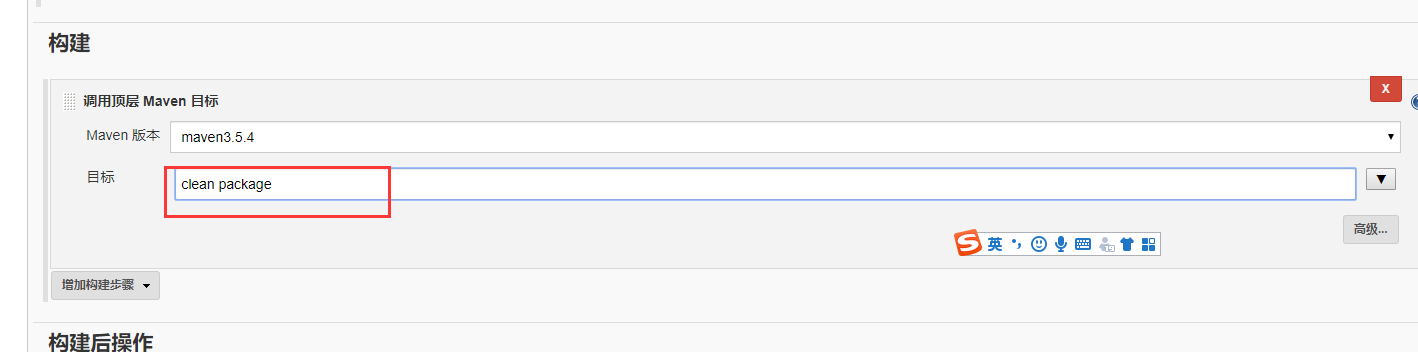 构建
调用顶层 Maven 目标
X
Maven 版本
maven3.5.4
目标
clean package
英
高级...
增加构建步骤
构建后操作